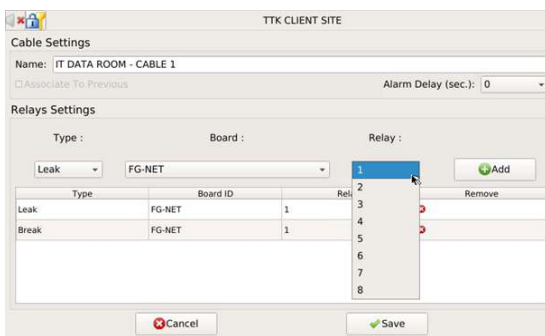 TTK CLIENT SITE
Cable Settings
Name: IT DATA ROOM - CABLE 1
Associate To Previous Alarm Delay (sec.): 0
Relays Settings
Type : Board : Relay :
Leak FG-NET 1 Add
2
3
4
5
6
7
8
Type Board ID Rel Remove
Leak FG-NET 1
Break FG-NET 1
Cancel Save